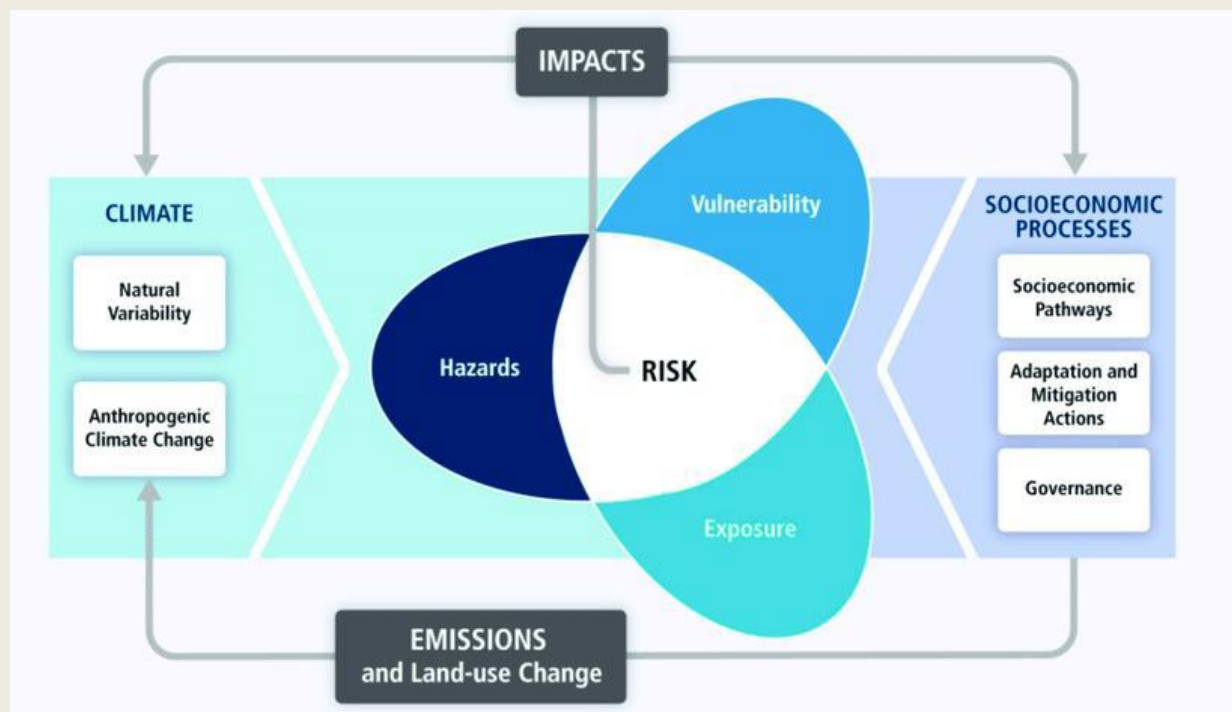 IMPACTS
CLIMATE
Natural
Variability
Anthropogenic
Climate Change
Hazards
Vulnerability
RISK
Exposure
SOCIOECONOMIC
PROCESSES
Socioeconomic
Pathways
Adaptation and
Mitigation
Actions
Governance
EMISSIONS
and Land-use Change